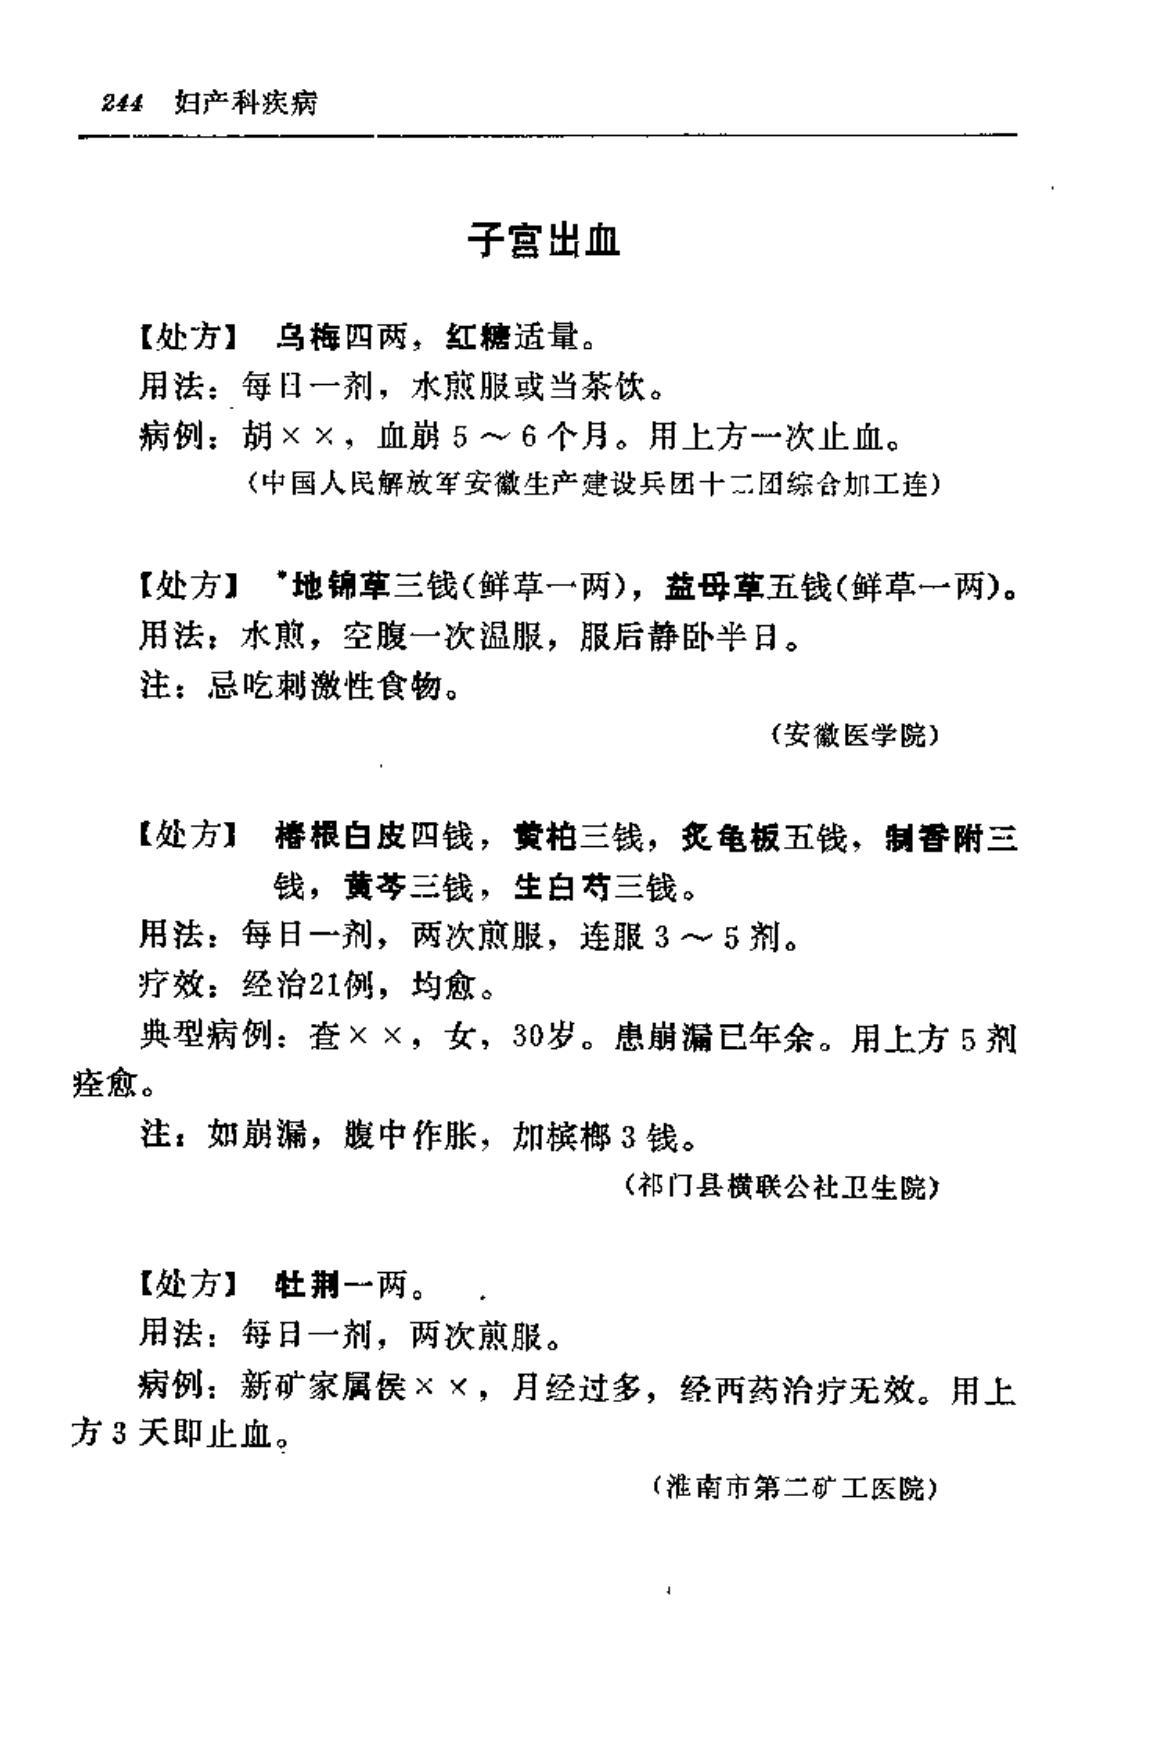 244 妇产科疾病
子宫出血
【处方】 乌梅四两，红糖适量。
用法：每日一剂，水煎服或当茶饮。
病例：胡××，血崩5～6个月。用上方一次止血。
（中国人民解放军安徽生产建设兵团十二团综合加工连）
【处方】 *地锦草三钱(鲜草一两)，益母草五钱(鲜草一两)。
用法：水煎，空腹一次温服，服后静卧半日。
注：忌吃刺激性食物。
（安徽医学院）
【处方】 椿根白皮四钱，黄柏三钱，炙龟板五钱，制香附三
钱，黄芩三钱，生白芍三钱。
用法：每日一剂，两次煎服，连服3～5剂。
疗效：经治21例，均愈。
典型病例：查××，女，30岁。患崩漏已年余。用上方5剂
痊愈。
注：如崩漏，腹中作胀，加槟榔3钱。
（祁门县横联公社卫生院）
【处方】 牡荆一两。
用法：每日一剂，两次煎服。
病例：新矿家属侯××，月经过多，经西药治疗无效。用上
方3天即止血。
（淮南市第二矿工医院）